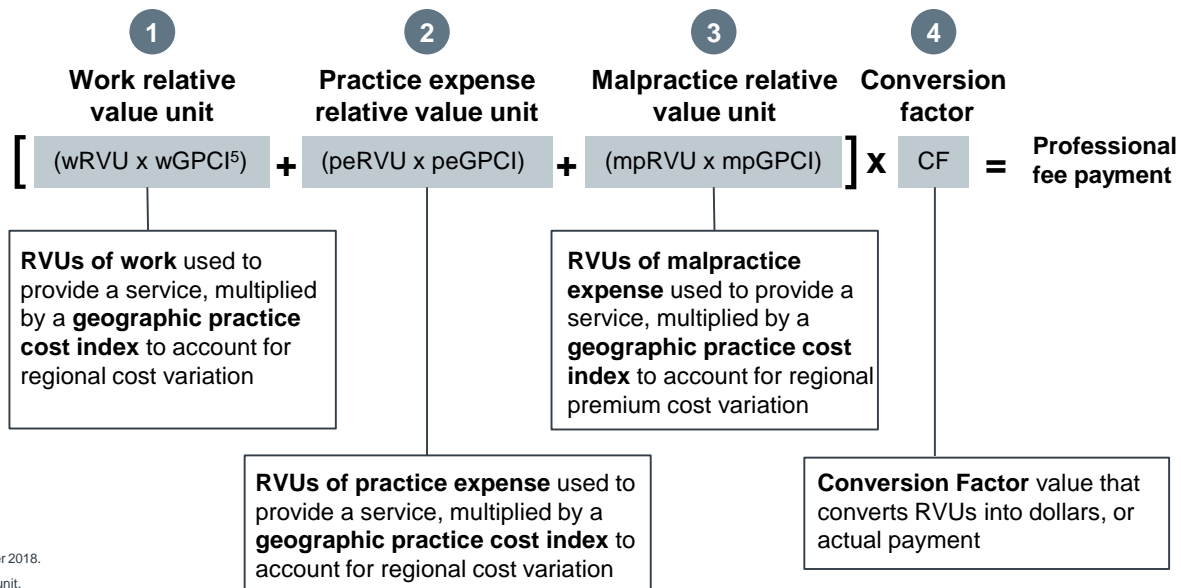 1
2
3
4
Work relative
value unit
Practice expense
relative value unit
Malpractice relative
value unit
Conversion
factor
[ (wRVU x wGPCI⁵) + (peRVU x peGPCI) + (mpRVU x mpGPCI) ] x CF = Professional
fee payment
RVUs of work used to
provide a service, multiplied
by a geographic practice
cost index to account for
regional cost variation
RVUs of malpractice
expense used to provide a
service, multiplied by a
geographic practice cost
index to account for regional
premium cost variation
RVUs of practice expense used to
provide a service, multiplied by a
geographic practice cost index to
account for regional cost variation
Conversion Factor value that
converts RVUs into dollars, or
actual payment
2018.
unit.